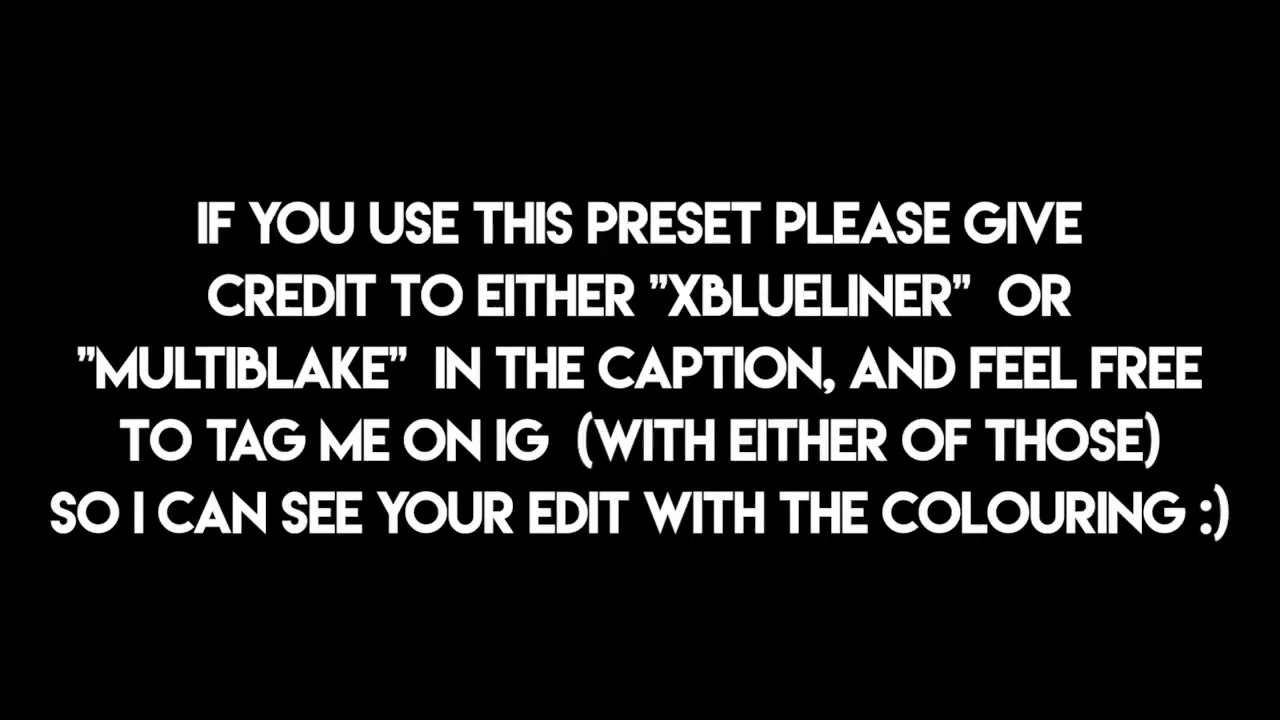 IF YOU USE THIS PRESET PLEASE GIVE
CREDIT TO EITHER "XBLUELINER" OR
"MULTIBLAKE" IN THE CAPTION, AND FEEL FREE
TO TAG ME ON IG (WITH EITHER OF THOSE)
SO I CAN SEE YOUR EDIT WITH THE COLOURING :)